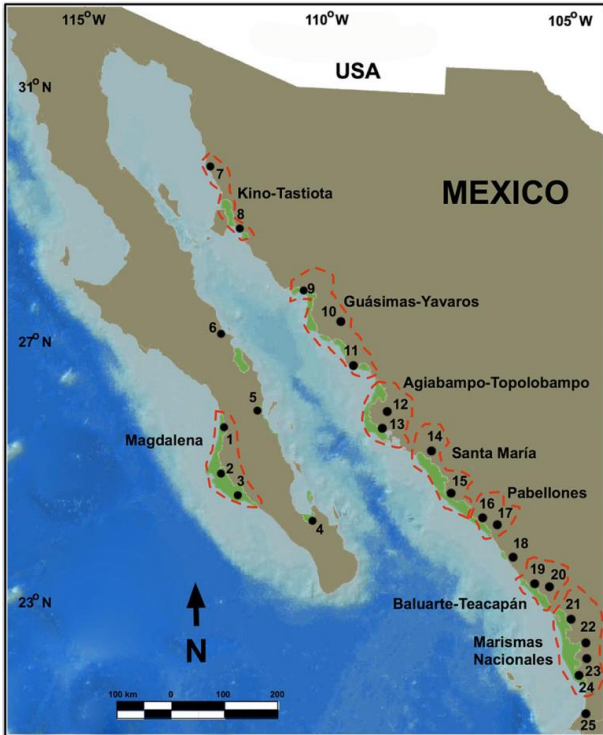 115°W
110°W
105°W
USA
31° N
7
Kino-Tastiota
MEXICO
8
9
Guásimas-Yavaros
10
27° N
6
11
Agiabampo-Topolobampo
5
12
Magdalena
13
1
14
Santa María
2
15
3
Pabellones
16
17
4
18
19
20
23° N
Baluarte-Teacapán
21
22
Marismas
Nacionales
23
N
24
100 km
0
100
200
25